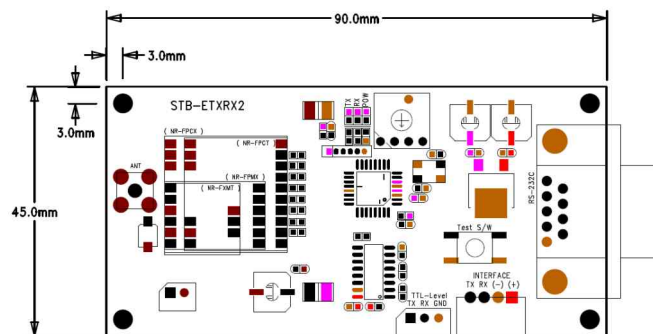 90.0mm
3.0mm
3.0mm
45.0mm
STB-ETXRX2
TX
RX
POW
( NR-FPCX )
( NR-FPCT )
ANT
( NR-FPMX )
( NR-FXMT )
RS-232C
Test S/W
INTERFACE
TX RX (-) (+)
TTL-Level
TX RX GND